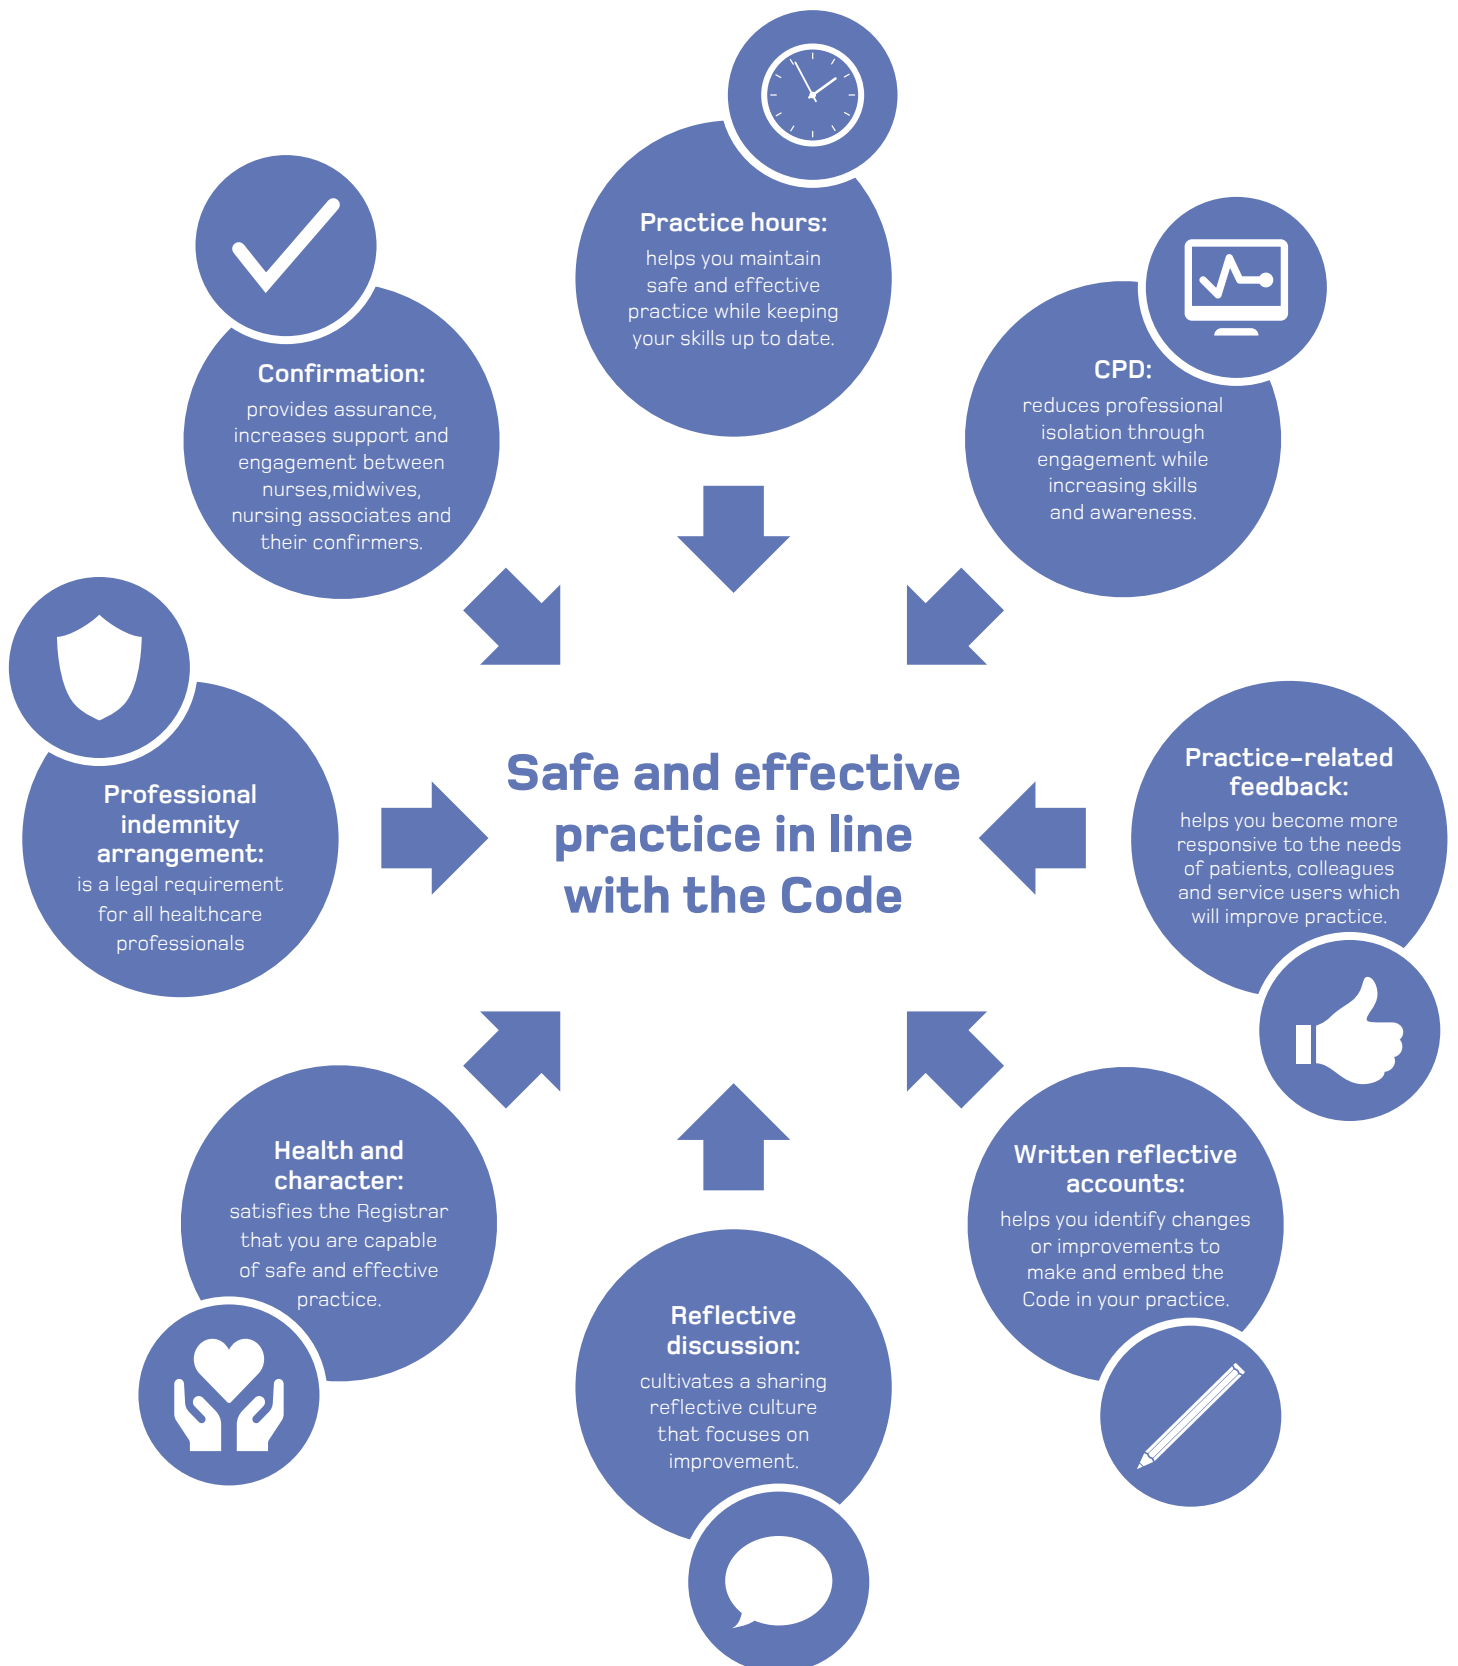 Practice hours:
helps you maintain
safe and effective
practice while keeping
your skills up to date.
CPD:
reduces professional
isolation through
engagement while
increasing skills
and awareness.
Practice-related
feedback:
helps you become more
responsive to the needs
of patients, colleagues
and service users which
will improve practice.
Written reflective
accounts:
helps you identify changes
or improvements to
make and embed the
Code in your practice.
Reflective
discussion:
cultivates a sharing
reflective culture
that focuses on
improvement.
Health and
character:
satisfies the Registrar
that you are capable
of safe and effective
practice.
Professional
indemnity
arrangement:
is a legal requirement
for all healthcare
professionals
Confirmation:
provides assurance,
increases support and
engagement between
nurses,midwives,
nursing associates and
their confirmers.
Safe and effective
practice in line
with the Code